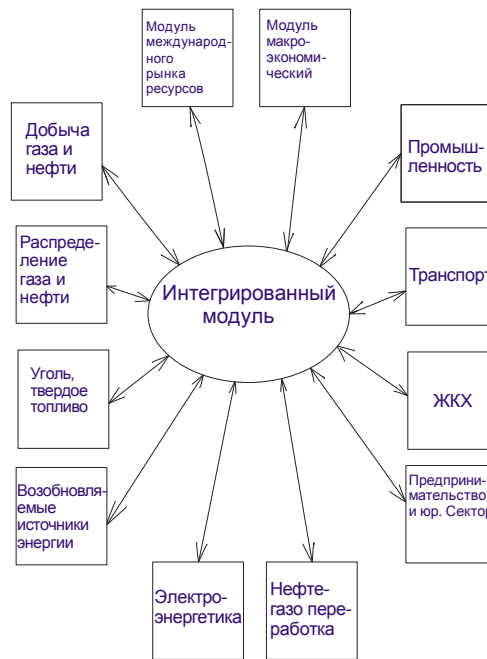 Модуль
международ-
ного
рынка
ресурсов
Модуль
макро-
экономи-
ческий
Добыча
газа и
нефти
Промыш-
ленность
Распреде-
ление
газа и
нефти
Интегрированный
модуль
Транспорт
Уголь,
твердое
топливо
ЖКХ
Возобновля-
емые
источники
энергии
Предприни-
мательство
и юр. Сектор
Электро-
энергетика
Нефте-
газо пере-
работка